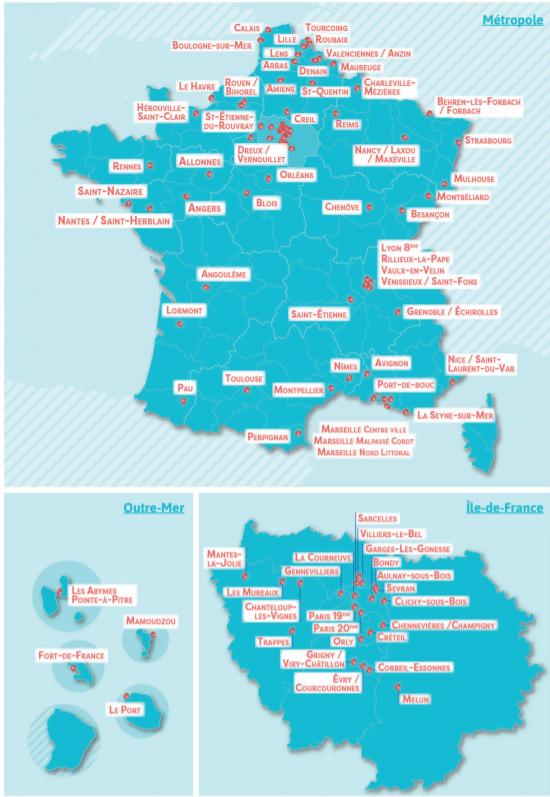 Métropole
Calais
Tourcoing
Lille
Roubaix
Boulogne-sur-Mer
Lens
Valenciennes / Anzin
Arras
Maubeuge
Denain
Le Havre
Rouen /
Bihorel
Amiens
St-Quentin
Charleville-
Mézières
Hérouville-
Saint-Clair
St-Étienne-
du-Rouvray
Creil
Reims
Behren-lès-Forbach
/ Forbach
Strasbourg
Dreux /
Vernouillet
Nancy / Laxou
/ Maxéville
Rennes
Allonnes
Orléans
Mulhouse
Saint-Nazaire
Montbéliard
Nantes / Saint-Herblain
Angers
Blois
Chenôve
Besançon
Lyon 8ème
Rillieux-la-Pape
Vaulx-en-Velin
Vénissieux / Saint-Fons
Angoulême
Lormont
Saint-Étienne
Grenoble / Échirolles
Nice / Saint-
Laurent-du-Var
Nîmes
Avignon
Pau
Toulouse
Montpellier
Port-de-bouc
La Seyne-sur-Mer
Perpignan
Marseille Centre ville
Marseille Malpassé Corot
Marseille Nord Littoral
Outre-Mer
Les Abymes
Pointe-à-Pitre
Mamoudzou
Fort-de-France
Le Port
Île-de-France
Sarcelles
Villiers-le-Bel
Garges-Lès-Gonesse
Mantes-
la-Jolie
La Courneuve
Bondy
Gennevilliers
Aulnay-sous-Bois
Les Mureaux
Sevran
Clichy-sous-Bois
Chanteloup-
les-Vignes
Paris 19ème
Paris 20ème
Chennevières /Champigny
Trappes
Orly
Créteil
Grigny /
Viry-Châtillon
Corbeil-Essonnes
Évry /
Courcouronnes
Melun